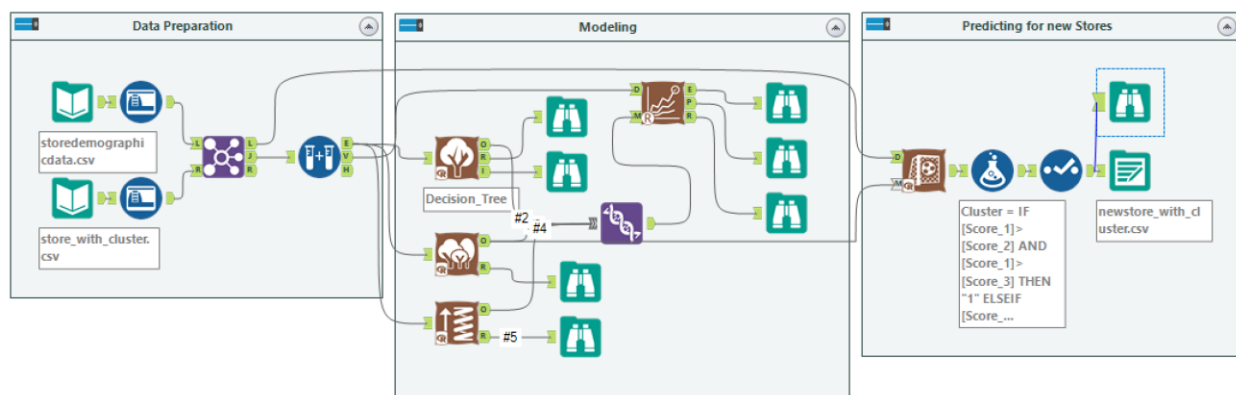 Data Preparation
Modeling
Predicting for new Stores
L
R
L
J
R
storedemographi
cdata.csv
store_with_cluster.
csv
E
V
H
O
R
I
Decision_Tree
#2
#4
O
R
O
R
#5
D
M
R
E
P
R
D
M
Cluster = IF
[Score_1]>
[Score_2] AND
[Score_1]>
[Score_3] THEN
"1" ELSEIF
[Score_...
newstore_with_cl
uster.csv